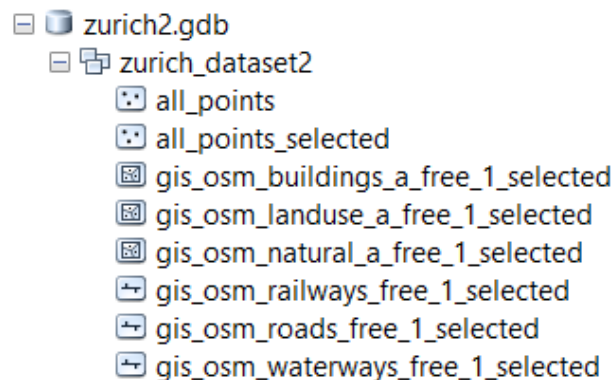 zurich2.gdb
zurich_dataset2
all_points
all_points_selected
gis_osm_buildings_a_free_1_selected
gis_osm_landuse_a_free_1_selected
gis_osm_natural_a_free_1_selected
gis_osm_railways_free_1_selected
gis_osm_roads_free_1_selected
gis_osm_waterways_free_1_selected